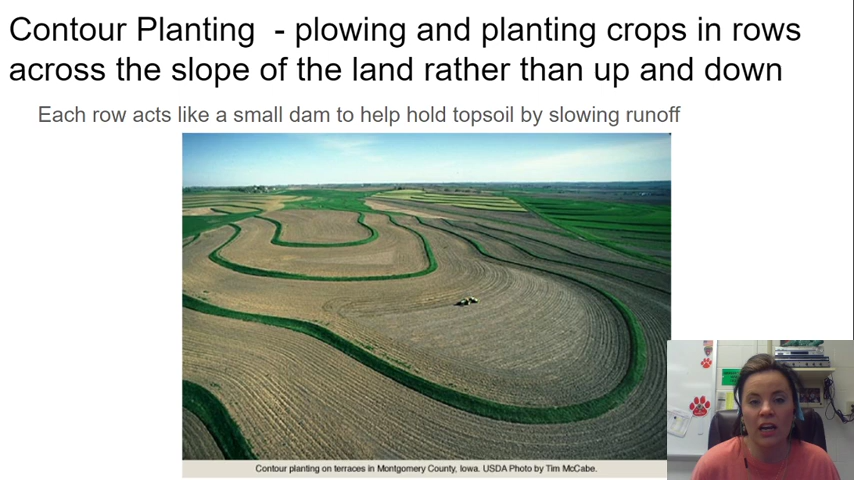 Contour Planting - plowing and planting crops in rows
across the slope of the land rather than up and down
Each row acts like a small dam to help hold topsoil by slowing runoff
Contour planting on terraces in Montgomery County, Iowa. USDA Photo by Tim McCabe.